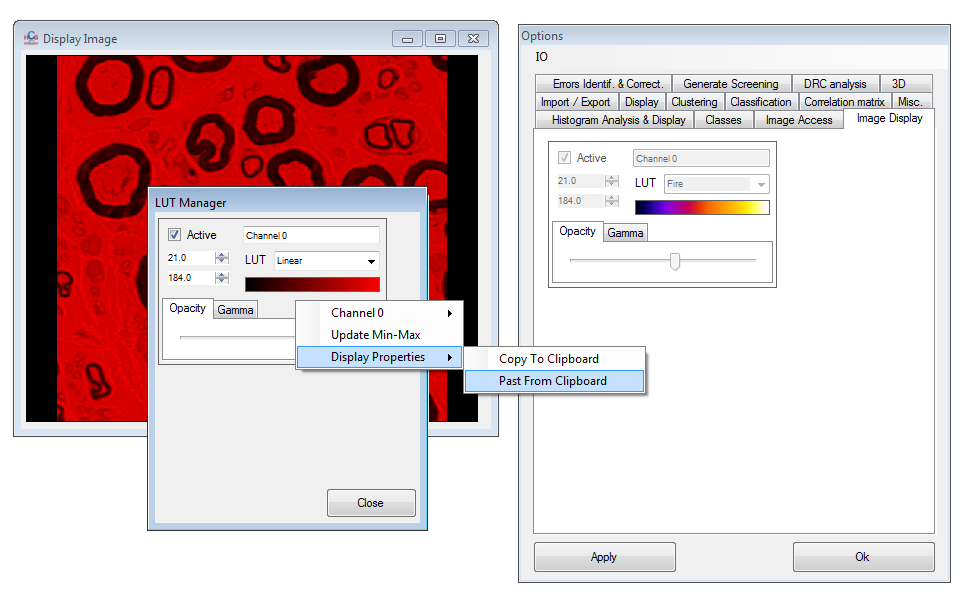 Display Image
LUT Manager
Active
Channel 0
21.0
LUT
Linear
184.0
Opacity
Gamma
Channel 0
Update Min-Max
Display Properties
Copy To Clipboard
Past From Clipboard
Close
Options
IO
Errors Identif. & Correct.
Generate Screening
DRC analysis
3D
Import / Export
Display
Clustering
Classification
Correlation matrix
Misc.
Histogram Analysis & Display
Classes
Image Access
Image Display
Active
Channel 0
21.0
LUT
Fire
184.0
Opacity
Gamma
Apply
Ok